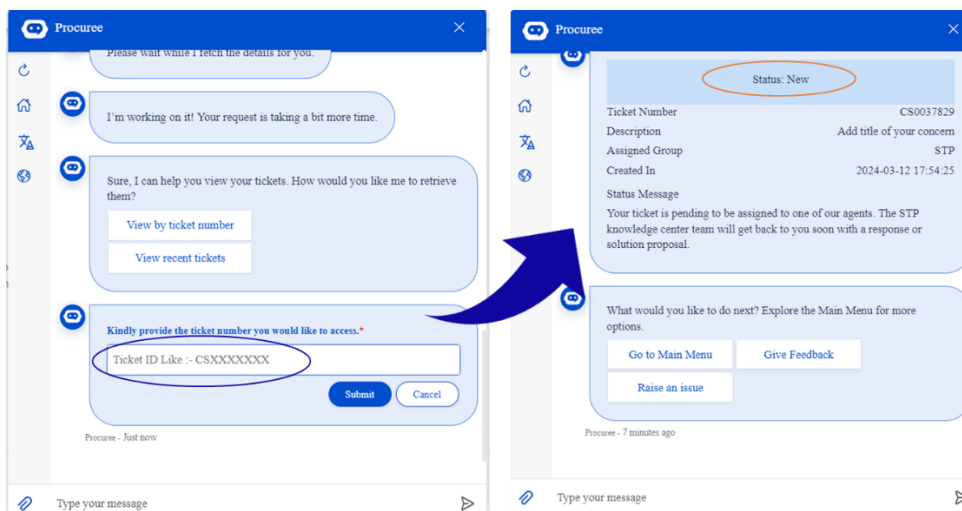 Procuree
Please wait while I fetch the details for you.
I'm working on it! Your request is taking a bit more time.
Sure, I can help you view your tickets. How would you like me to retrieve
them?
View by ticket number
View recent tickets
Kindly provide the ticket number you would like to access.*
Ticket ID Like :- CSXXXXXXX
Submit
Cancel
Procuree - Just now
Type your message
Procuree
Status: New
Ticket Number CS0037829
Description Add title of your concern
Assigned Group STP
Created In 2024-03-12 17:54:25
Status Message
Your ticket is pending to be assigned to one of our agents. The STP
knowledge center team will get back to you soon with a response or
solution proposal.
What would you like to do next? Explore the Main Menu for more
options.
Go to Main Menu
Give Feedback
Raise an issue
Procuree - 7 minutes ago
Type your message